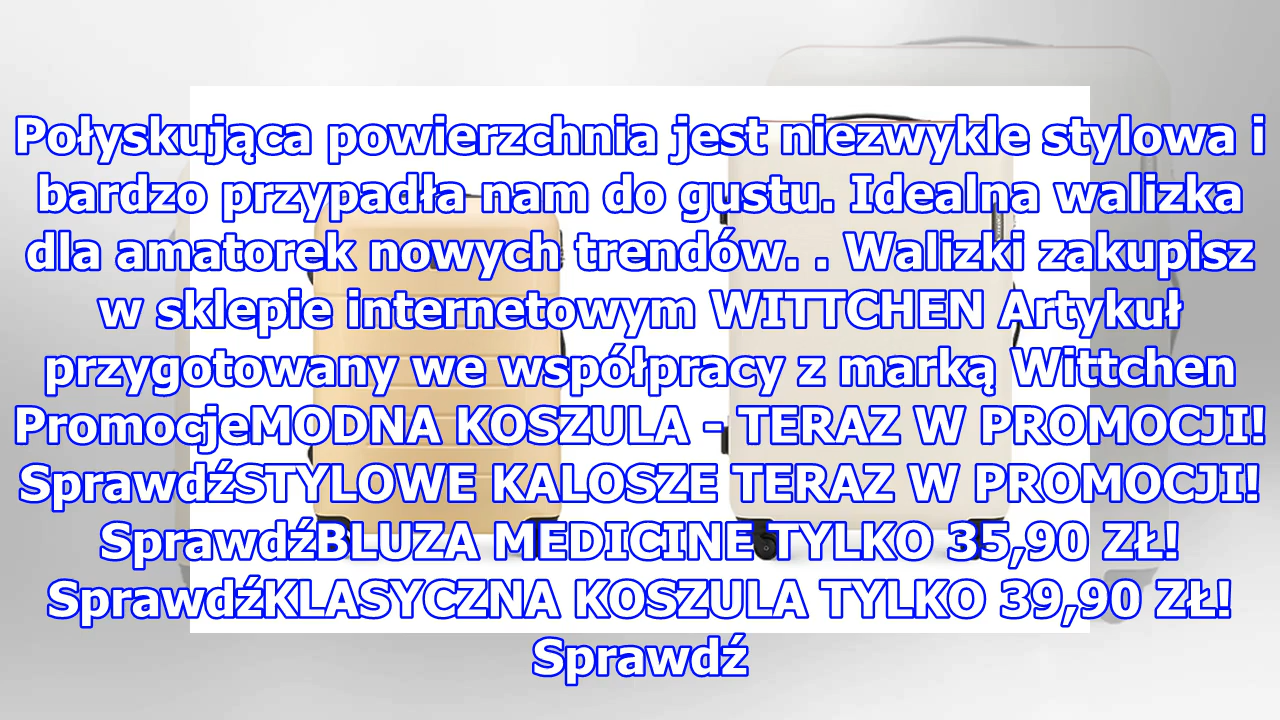 Połyskująca powierzchnia jest niezwykle stylowa i
bardzo przypadła nam do gustu. Idealna walizka
dla amatorek nowych trendów. . Walizki zakupisz
w sklepie internetowym WITTCHEN Artykuł
przygotowany we współpracy z marką Wittchen
PromocjeMODNA KOSZULA - TERAZ W PROMOCJI!
SprawdźSTYLOWE KALOSZE TERAZ W PROMOCJI!
SprawdźBLUZA MEDICINE TYLKO 35,90 ZŁ!
SprawdźKLASYCZNA KOSZULA TYLKO 39,90 ZŁ!
Sprawdź